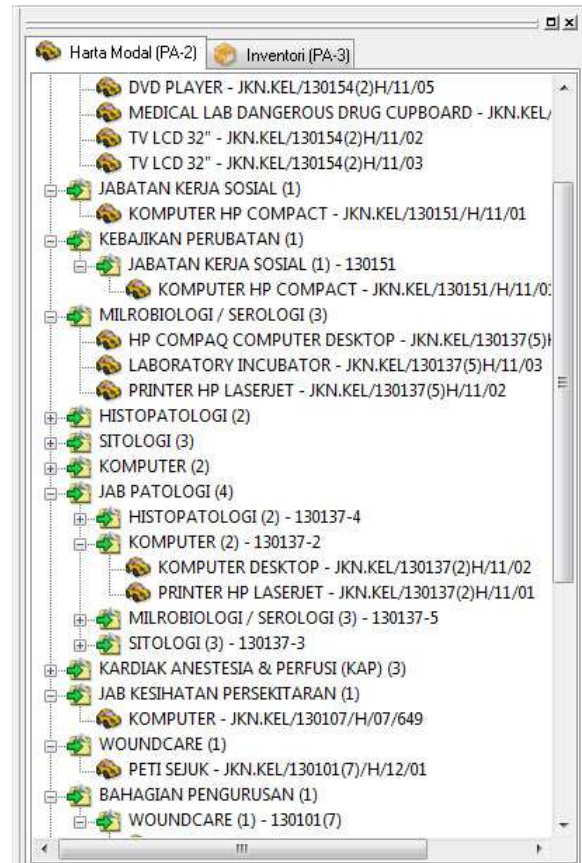 Harta Modal (PA-2) Inventori (PA-3)
DVD PLAYER - JKN.KEL/130154(2)H/11/05
MEDICAL LAB DANGEROUS DRUG CUPBOARD - JKN.KEL/
TV LCD 32" - JKN.KEL/130154(2)H/11/02
TV LCD 32" - JKN.KEL/130154(2)H/11/03
JABATAN KERJA SOSIAL (1)
KOMPUTER HP COMPACT - JKN.KEL/130151/H/11/01
KEBAJIKAN PERUBATAN (1)
JABATAN KERJA SOSIAL (1) - 130151
KOMPUTER HP COMPACT - JKN.KEL/130151/H/11/01
MILROBIOLOGI / SEROLOGI (3)
HP COMPAQ COMPUTER DESKTOP - JKN.KEL/130137(5)H
LABORATORY INCUBATOR - JKN.KEL/130137(5)H/11/03
PRINTER HP LASERJET - JKN.KEL/130137(5)H/11/02
HISTOPATOLOGI (2)
SITOLOGI (3)
KOMPUTER (2)
JAB PATOLOGI (4)
HISTOPATOLOGI (2) - 130137-4
KOMPUTER (2) - 130137-2
KOMPUTER DESKTOP - JKN.KEL/130137(2)H/11/02
PRINTER HP LASERJET - JKN.KEL/130137(2)H/11/01
MILROBIOLOGI / SEROLOGI (3) - 130137-5
SITOLOGI (3) - 130137-3
KARDIAK ANESTESIA & PERFUSI (KAP) (3)
JAB KESIHATAN PERSEKITARAN (1)
KOMPUTER - JKN.KEL/130107/H/07/649
WOUNDCARE (1)
PETI SEJUK - JKN.KEL/130101(7)/H/12/01
BAHAGIAN PENGURUSAN (1)
WOUNDCARE (1) - 130101(7)